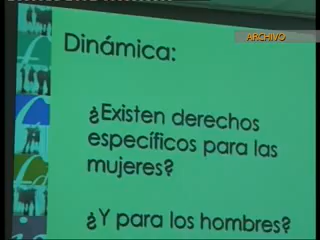 ARCHIVO
Dinámica:
¿Existen derechos
específicos para las
mujeres?
¿Y para los hombres?